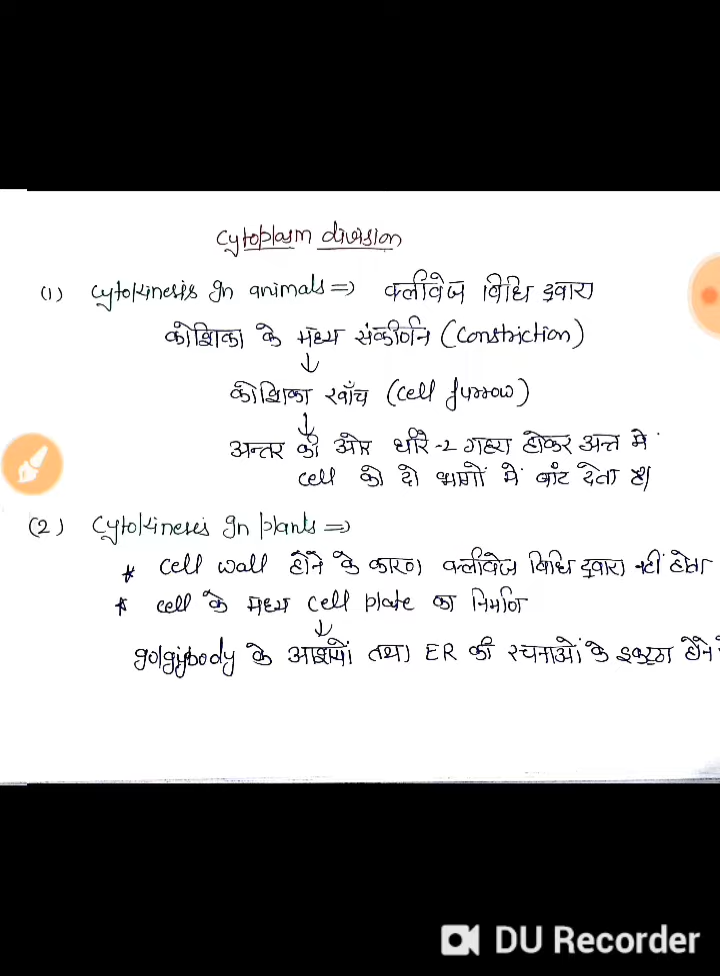 Cytoplasm division
(1) Cytokinesis In animals => क्लीवेज विधि द्वारा
कोशिका के मध्य संकीर्णन (Constriction)
↓
कोशिका खाँच (cell furrow)
↓
अन्तर की ओर धीरे-2 गहरा होकर अन्त में
cell को दो भागों में बांट देता है।
(2) Cytokinesis In plants =>
* cell wall होने के कारण क्लीवेज विधि द्वारा नहीं होता
* cell के मध्य cell plate का निर्माण
↓
golgibody के आशयों तथा ER की रचनाओं के इकट्ठा होने
DU Recorder